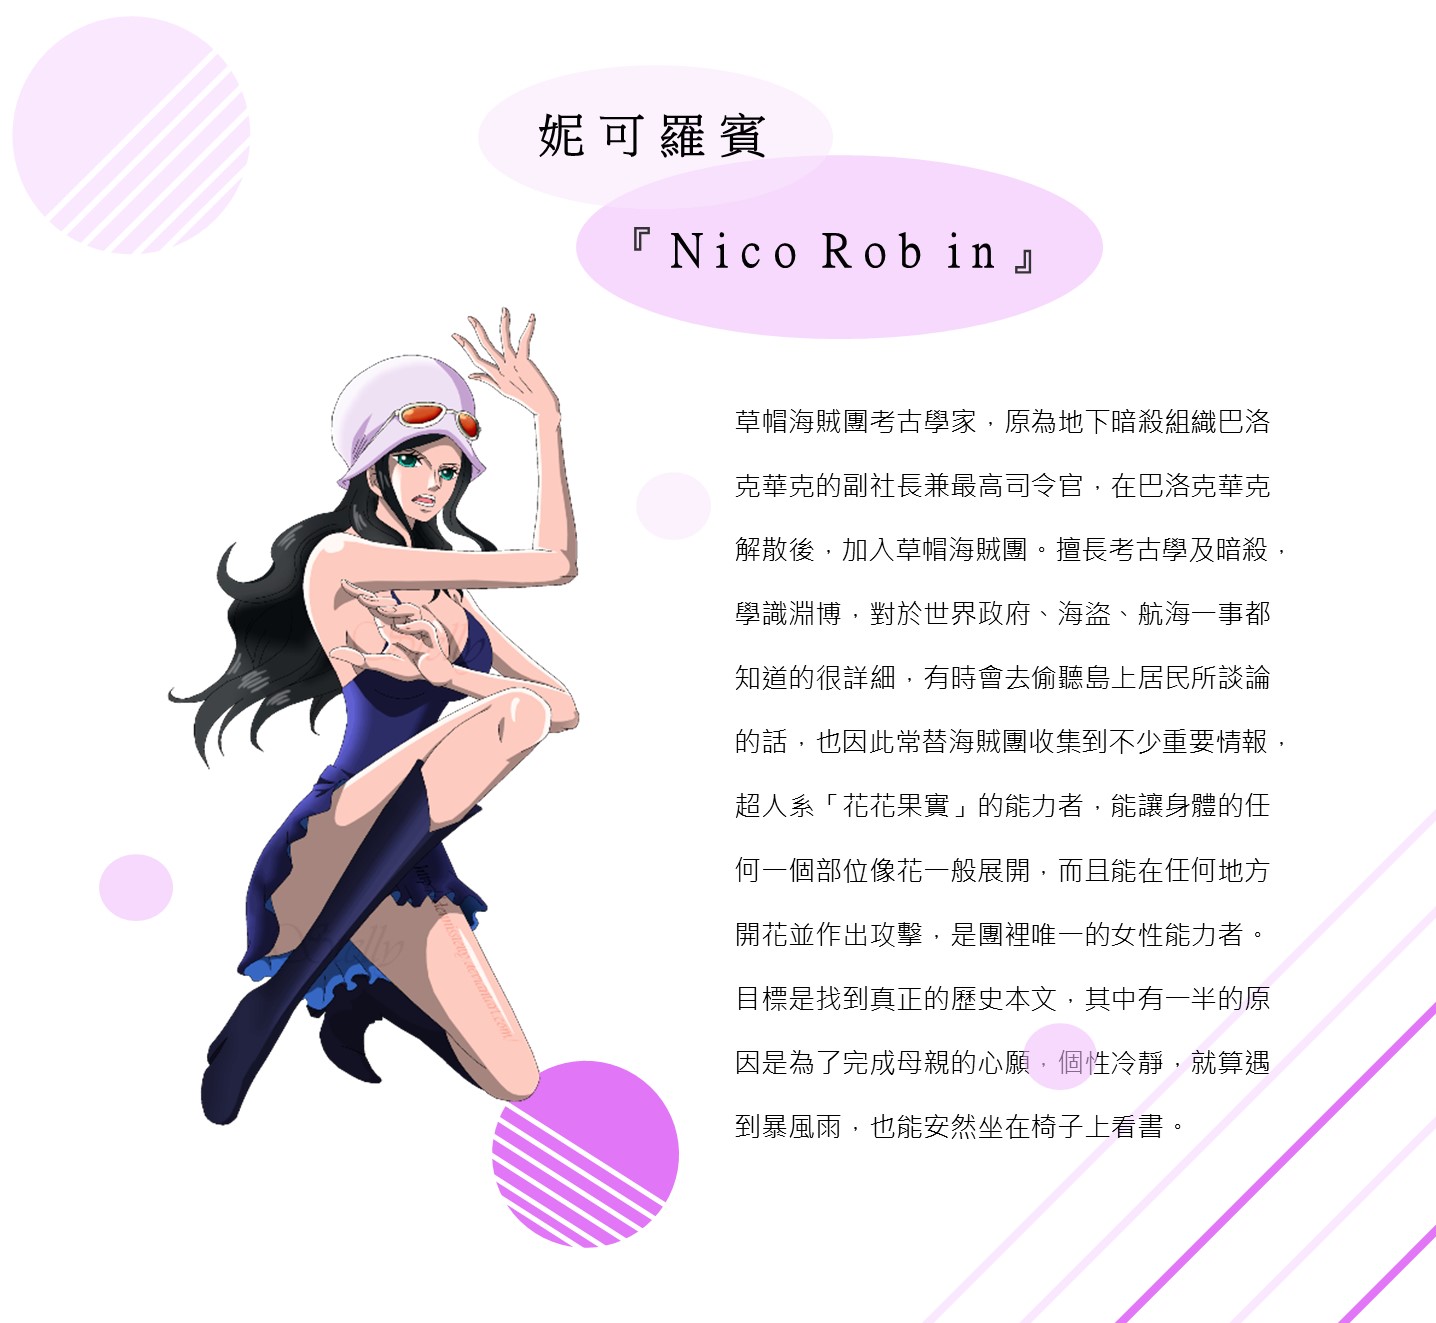 妮可羅賓
『Nico Robin』
草帽海賊團考古學家，原為地下暗殺組織巴洛
克華克的副社長兼最高司令官，在巴洛克華克
解散後，加入草帽海賊團。擅長考古學及暗殺，
學識淵博，對於世界政府、海盜、航海一事都
知道的很詳細，有時會去偷聽島上居民所談論
的話，也因此常替海賊團收集到不少重要情報，
超人系「花花果實」的能力者，能讓身體的任
何一個部位像花一般展開，而且能在任何地方
開花並作出攻擊，是團裡唯一的女性能力者。
目標是找到真正的歷史本文，其中有一半的原
因是為了完成母親的心願，個性冷靜，就算遇
到暴風雨，也能安然坐在椅子上看書。